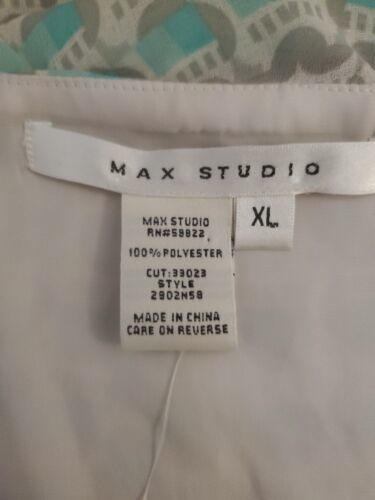 MAX STUDIO
XL
MAX STUDIO
RN#59822
100% POLYESTER
CUT:33023
STYLE
2902N58
MADE IN CHINA
CARE ON REVERSE